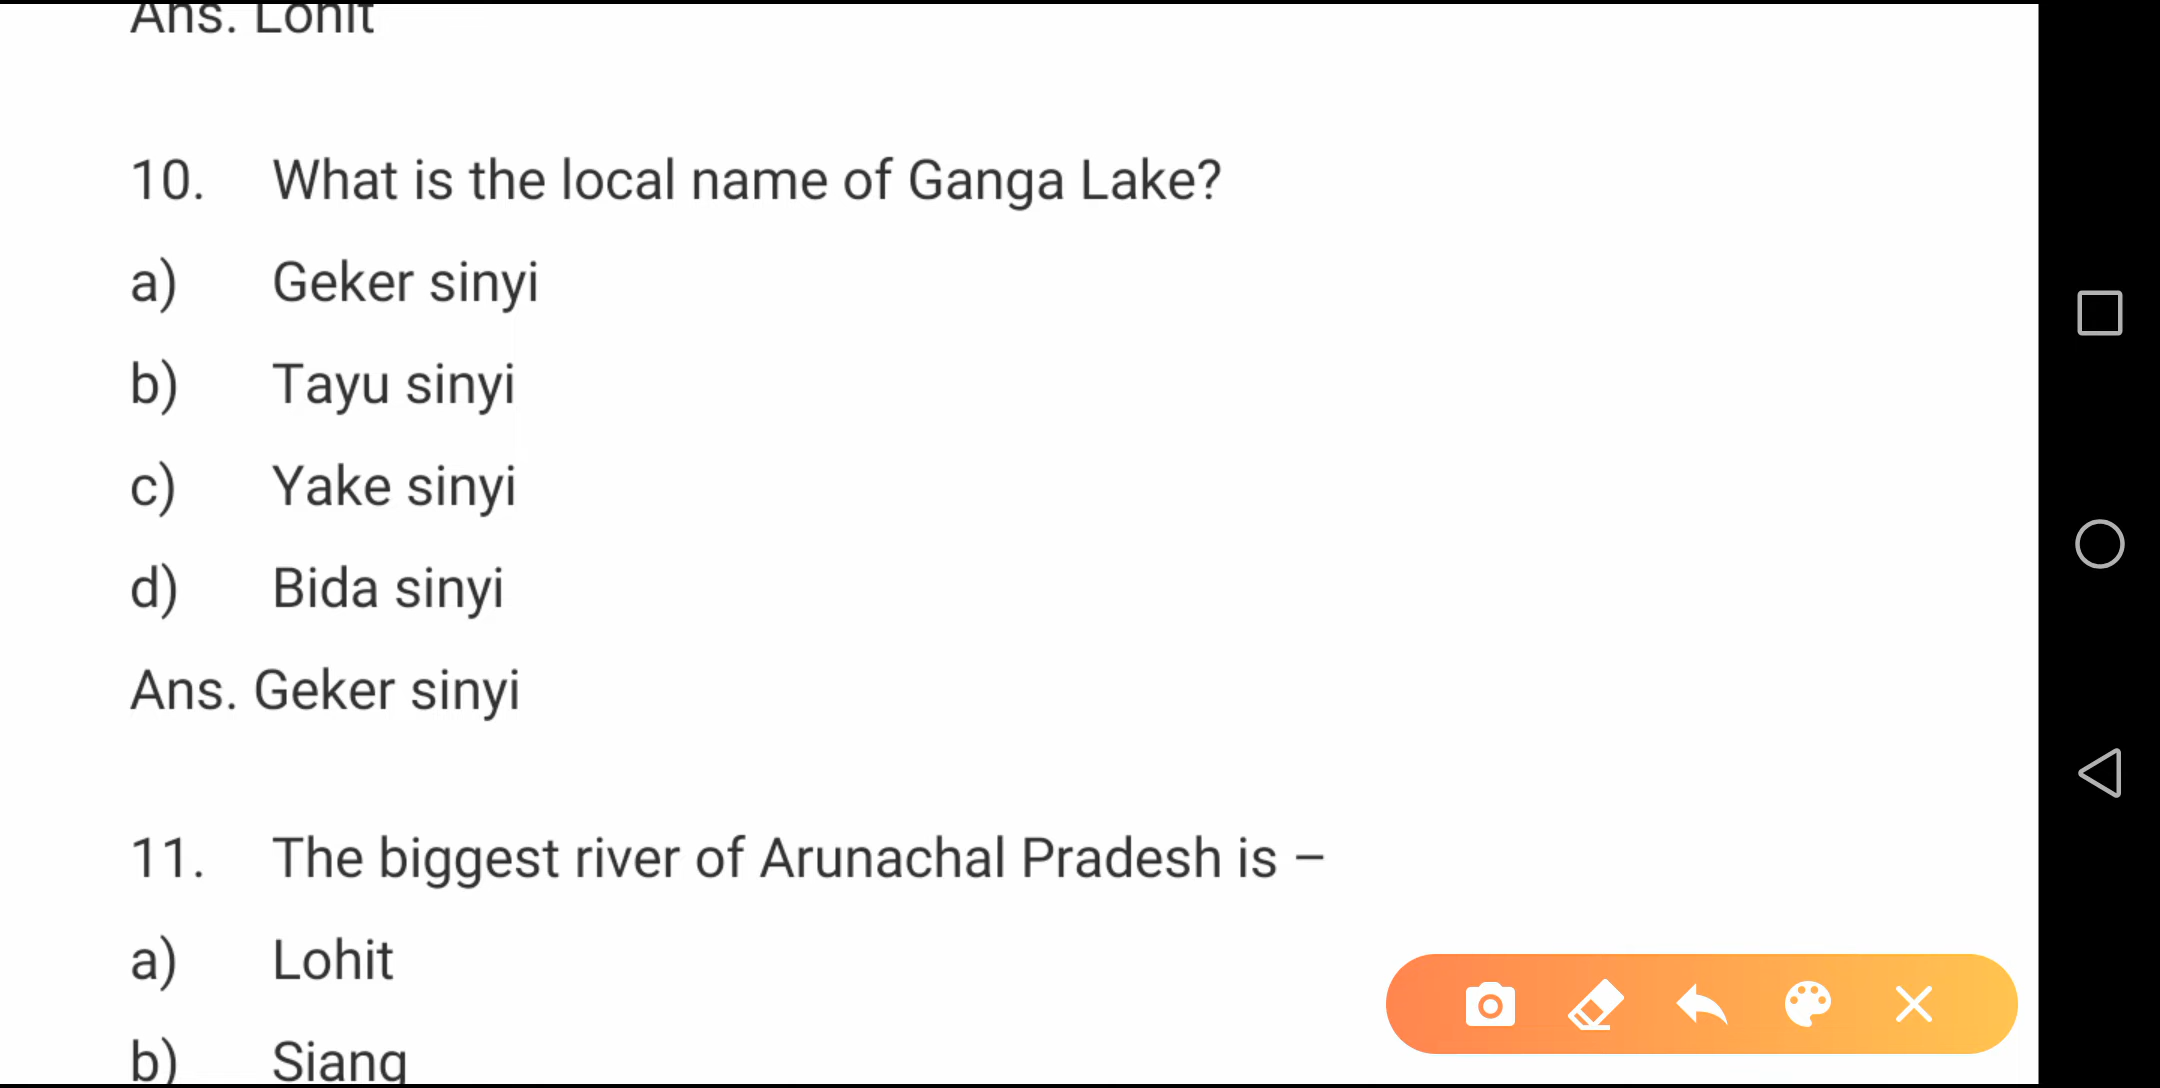 Ans. Lohit
10. What is the local name of Ganga Lake?
a) Geker sinyi
b) Tayu sinyi
c) Yake sinyi
d) Bida sinyi
Ans. Geker sinyi
11. The biggest river of Arunachal Pradesh is –
a) Lohit
b) Siang